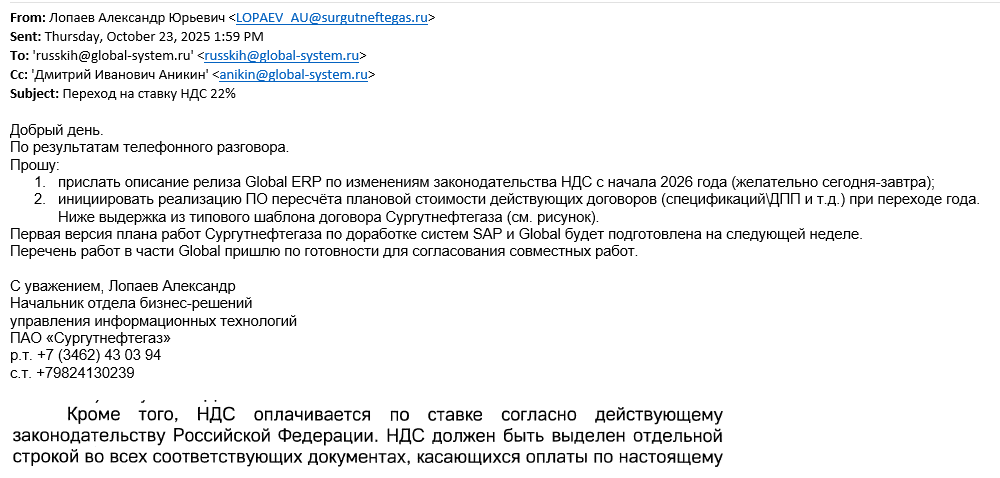 From: Лопаев Александр Юрьевич <LOPAEV_AU@surgutneftegas.ru>
Sent: Thursday, October 23, 2025 1:59 PM
To: 'russkih@global-system.ru' <russkih@global-system.ru>
Cc: 'Дмитрий Иванович Аникин' <anikin@global-system.ru>
Subject: Переход на ставку НДС 22%
Добрый день.
По результатам телефонного разговора.
Прошу:
1. прислать описание релиза Global ERP по изменениям законодательства НДС с начала 2026 года (желательно сегодня-завтра);
2. инициировать реализацию ПО пересчёта плановой стоимости действующих договоров (спецификаций\ДПП и т.д.) при переходе года.
Ниже выдержка из типового шаблона договора Сургутнефтегаза (см. рисунок).
Первая версия плана работ Сургутнефтегаза по доработке систем SAP и Global будет подготовлена на следующей неделе.
Перечень работ в части Global пришлю по готовности для согласования совместных работ.
С уважением, Лопаев Александр
Начальник отдела бизнес-решений
управления информационных технологий
ПАО «Сургутнефтегаз»
р.т. +7 (3462) 43 03 94
с.т. +79824130239
Кроме того, НДС оплачивается по ставке согласно действующему
законодательству Российской Федерации. НДС должен быть выделен отдельной
строкой во всех соответствующих документах, касающихся оплаты по настоящему